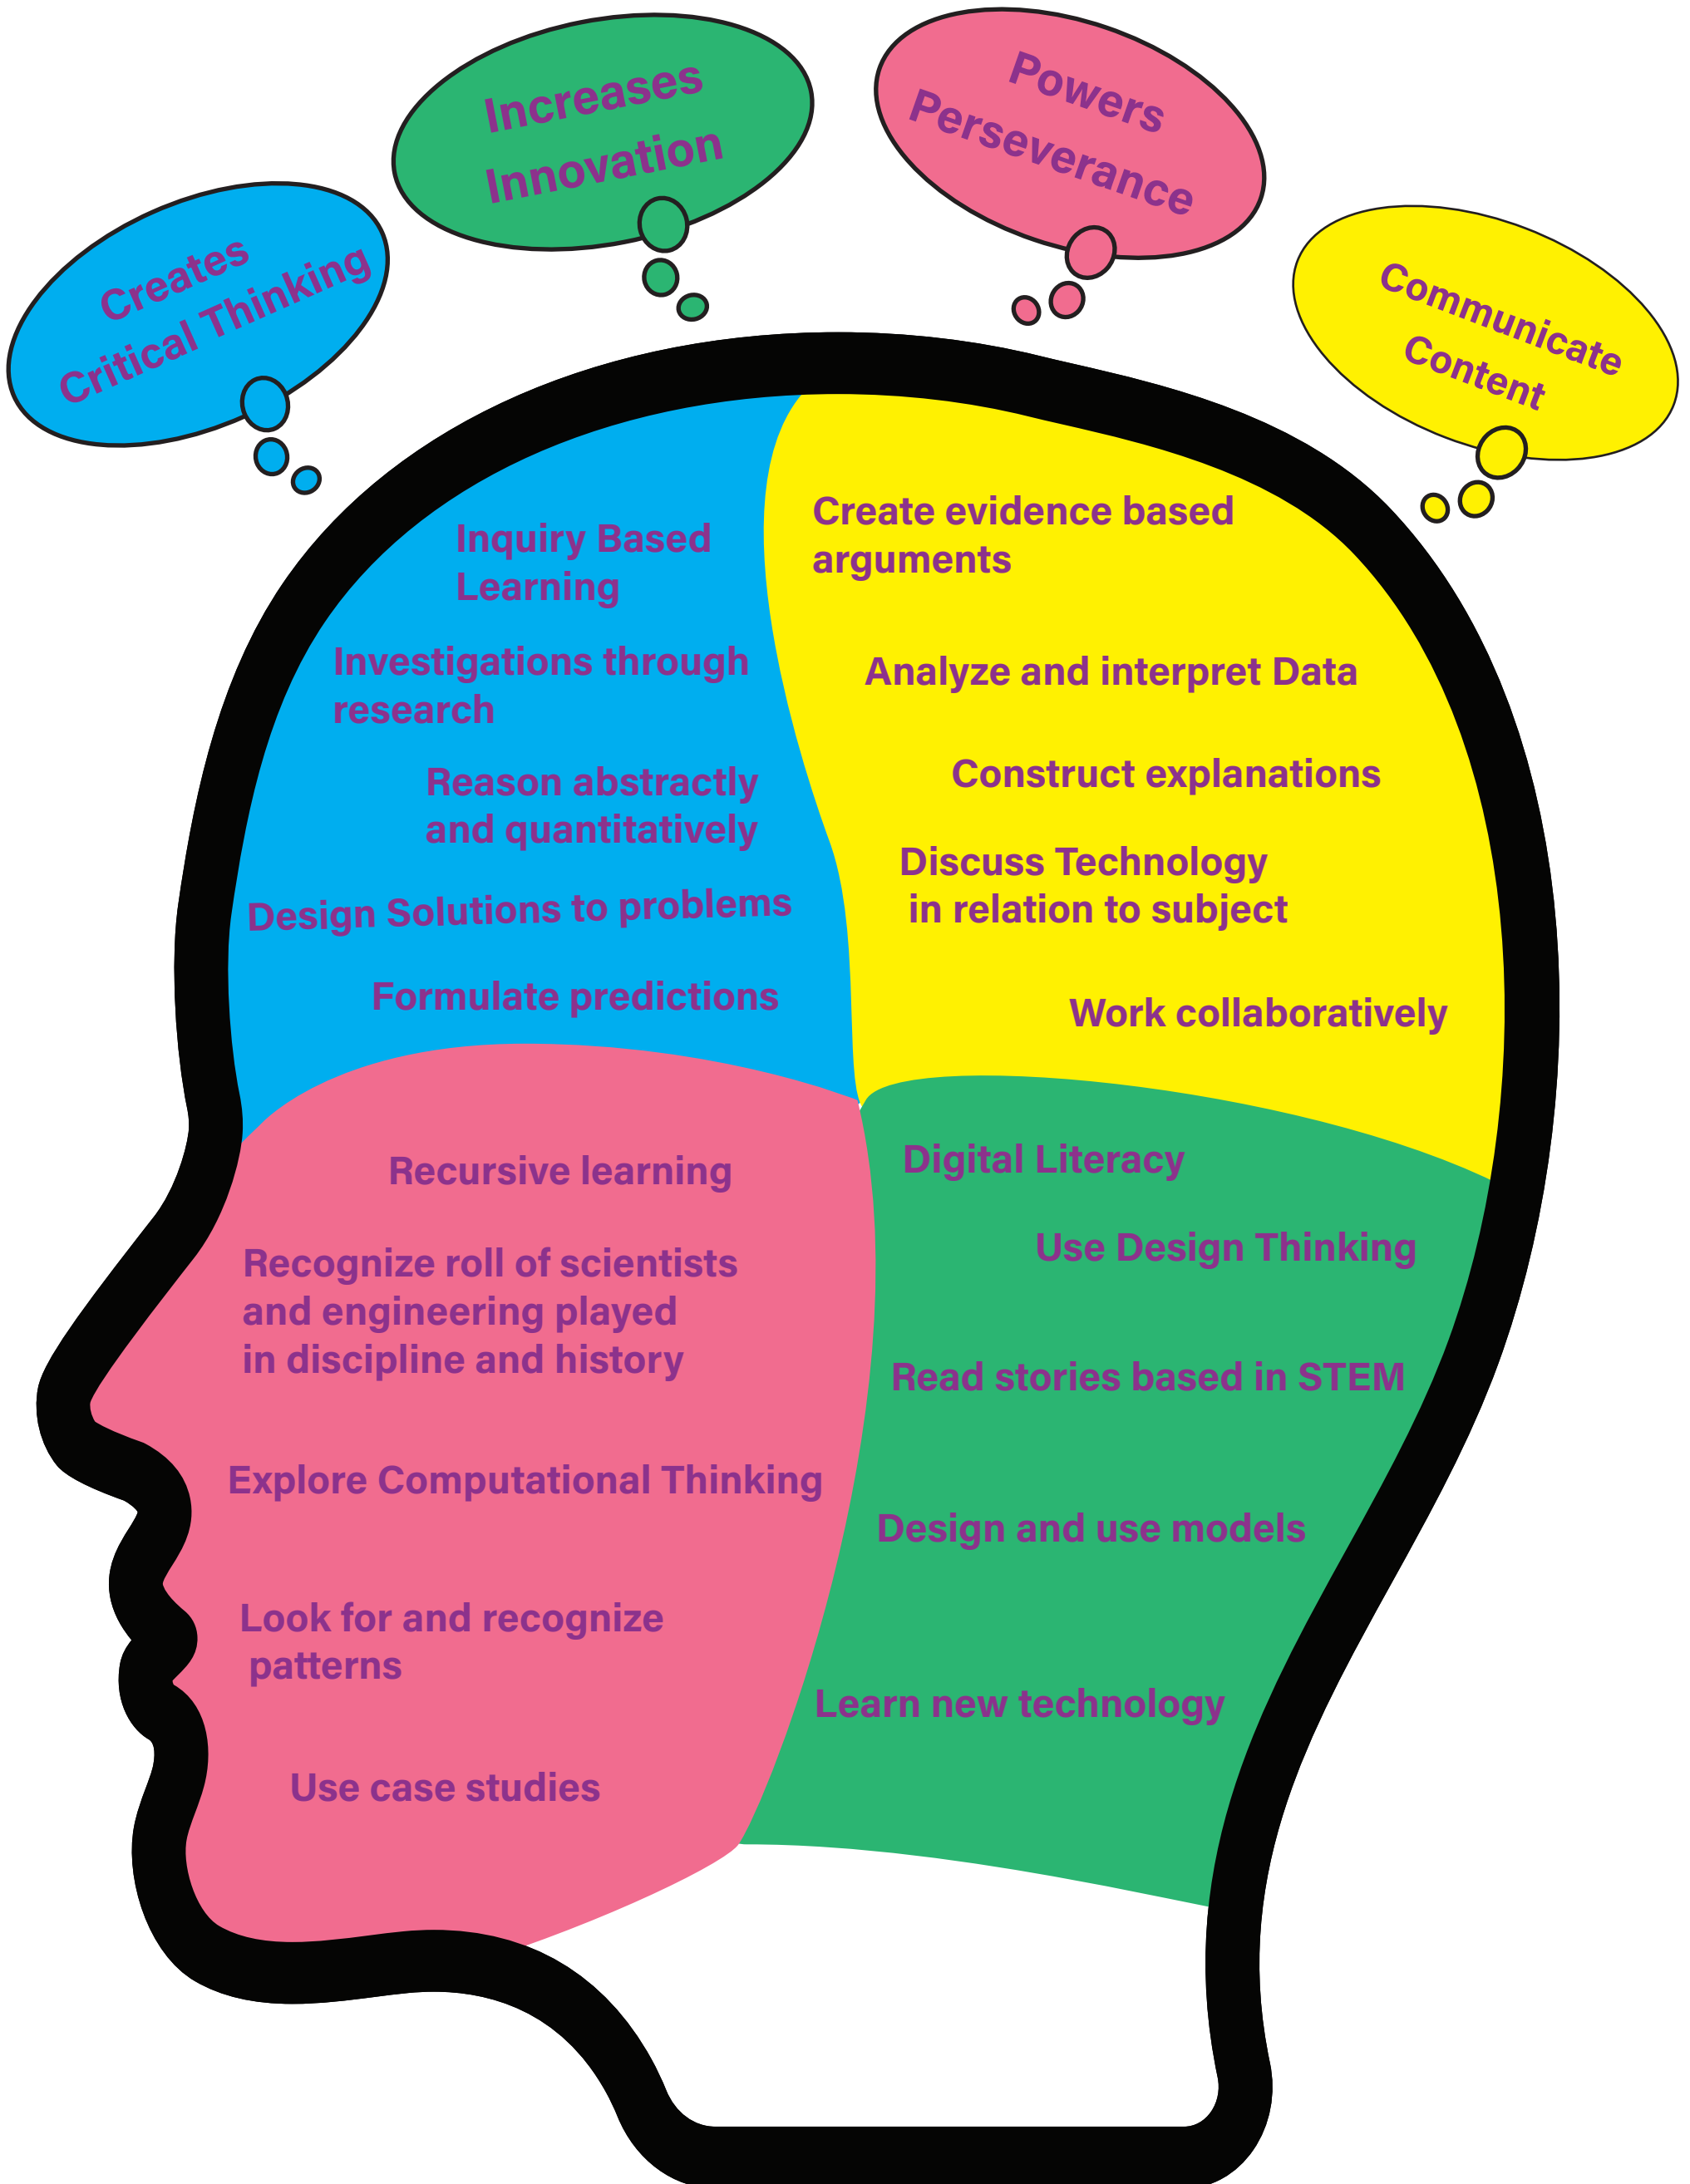 Increases
Innovation
Powers
Perseverance
Creates
Critical Thinking
Communicate
Content
Inquiry Based
Learning
Investigations through
research
Reason abstractly
and quantitatively
Design Solutions to problems
Formulate predictions
Create evidence based
arguments
Analyze and interpret Data
Construct explanations
Discuss Technology
in relation to subject
Work collaboratively
Recursive learning
Recognize roll of scientists
and engineering played
in discipline and history
Explore Computational Thinking
Look for and recognize
patterns
Use case studies
Digital Literacy
Use Design Thinking
Read stories based in STEM
Design and use models
Learn new technology